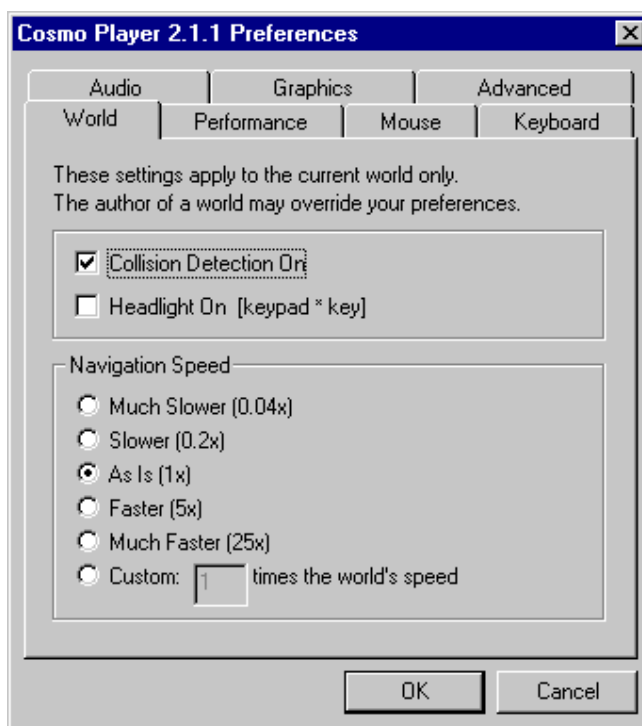 Cosmo Player 2.1.1 Preferences
Audio Graphics Advanced
World Performance Mouse Keyboard
These settings apply to the current world only.
The author of a world may override your preferences.
Collision Detection On
Headlight On [keypad * key]
Navigation Speed
Much Slower (0.04x)
Slower (0.2x)
As Is (1x)
Faster (5x)
Much Faster (25x)
Custom: 1 times the world's speed
OK Cancel